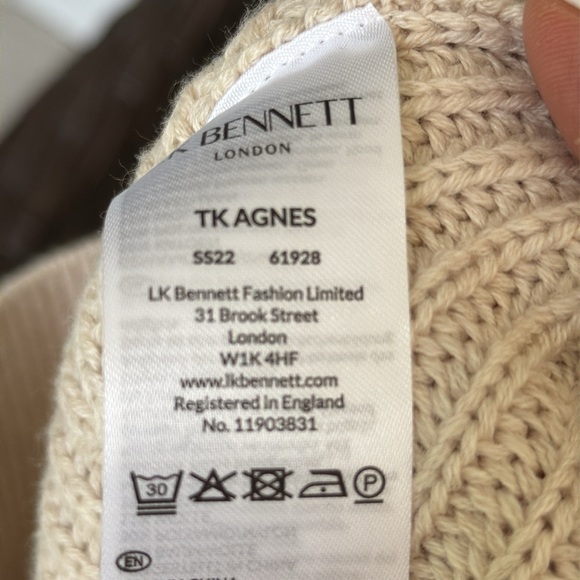 BENNETT
LONDON
TK AGNES
SS22 61928
LK Bennett Fashion Limited
31 Brook Street
London
W1K 4HF
www.lkbennett.com
Registered in England
No. 11903831
30 P
EN